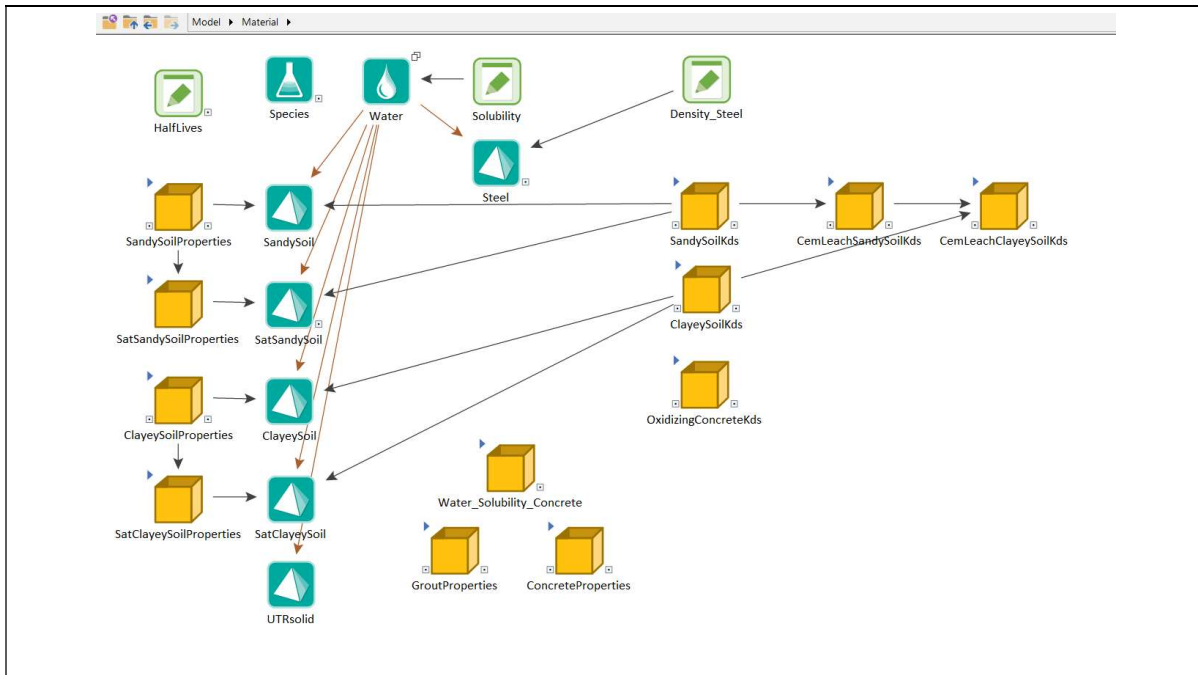 Model Material
HalfLives
Species
Water
Solubility
Density_Steel
Steel
SandySoilProperties
SandySoil
SandySoilKds
CemLeachSandySoilKds
CemLeachClayeySoilKds
SatSandySoilProperties
SatSandySoil
ClayeySoilKds
ClayeySoilProperties
ClayeySoil
OxidizingConcreteKds
Water_Solubility_Concrete
SatClayeySoilProperties
SatClayeySoil
GroutProperties
ConcreteProperties
UTRsolid